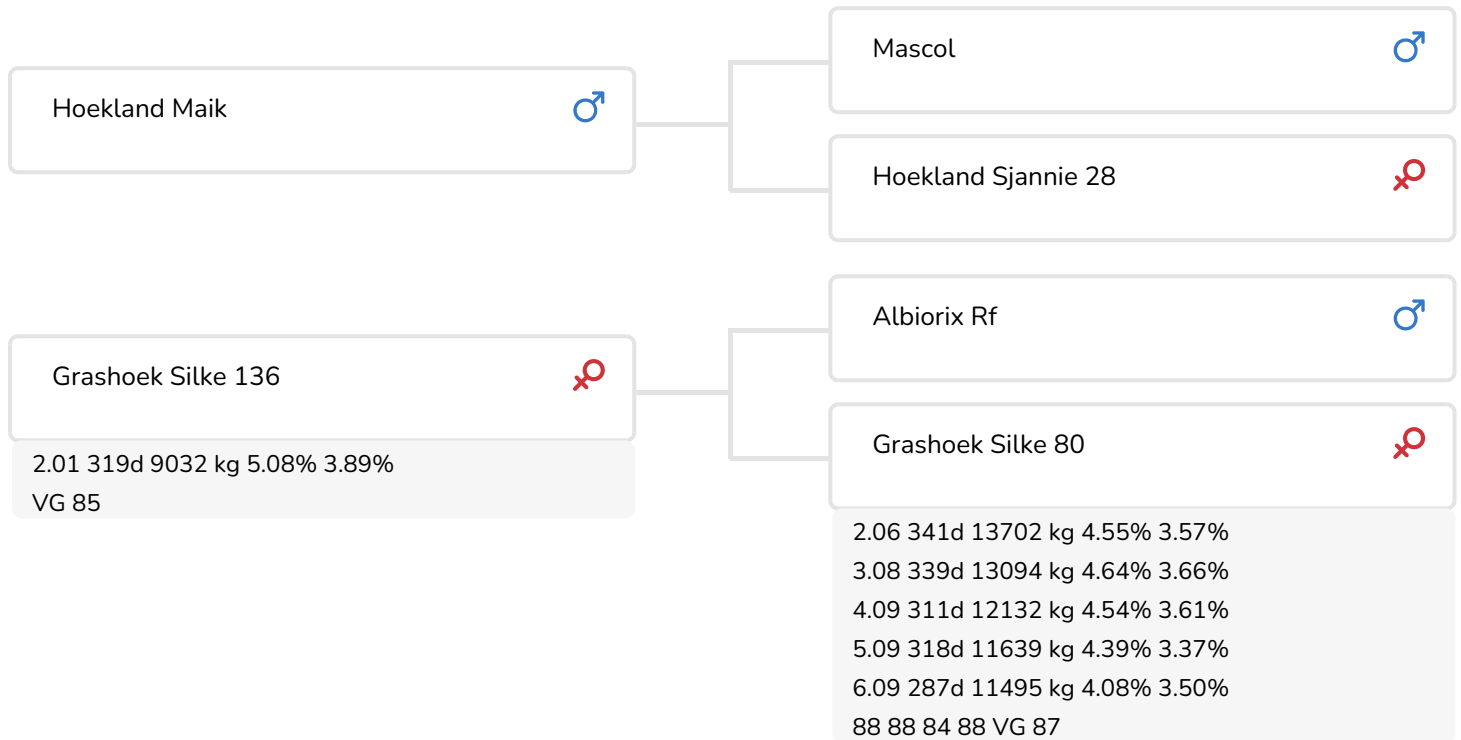 Hoekland Maik
Mascol
Hoekland Sjannie 28
Grashoek Silke 136
2.01 319d 9032 kg 5.08% 3.89%
VG 85
Albiorix Rf
Grashoek Silke 80
2.06 341d 13702 kg 4.55% 3.57%
3.08 339d 13094 kg 4.64% 3.66%
4.09 311d 12132 kg 4.54% 3.61%
5.09 318d 11639 kg 4.39% 3.37%
6.09 287d 11495 kg 4.08% 3.50%
88 88 84 88 VG 87